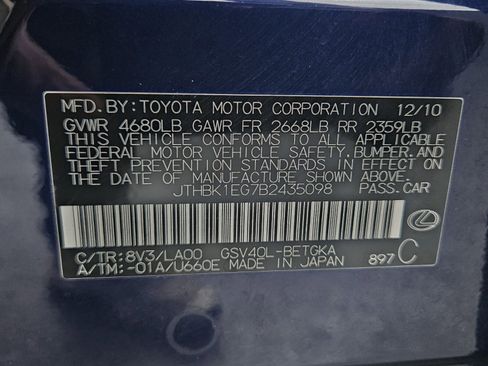 MFD. BY: TOYOTA MOTOR CORPORATION 12/10
GVWR 4680LB GAWR FR 2668LB RR 2359LB
THIS VEHICLE CONFORMS TO ALL APPLICABLE
FEDERAL MOTOR VEHICLE SAFETY, BUMPER, AND
THEFT PREVENTION STANDARDS IN EFFECT ON
THE DATE OF MANUFACTURE SHOWN ABOVE.
JTHBK1EG7B2435098 PASS. CAR
C/TR: 8V3/LA00 GSV40L-BETGKA
A/TM: -01A/U660E MADE IN JAPAN 897 C